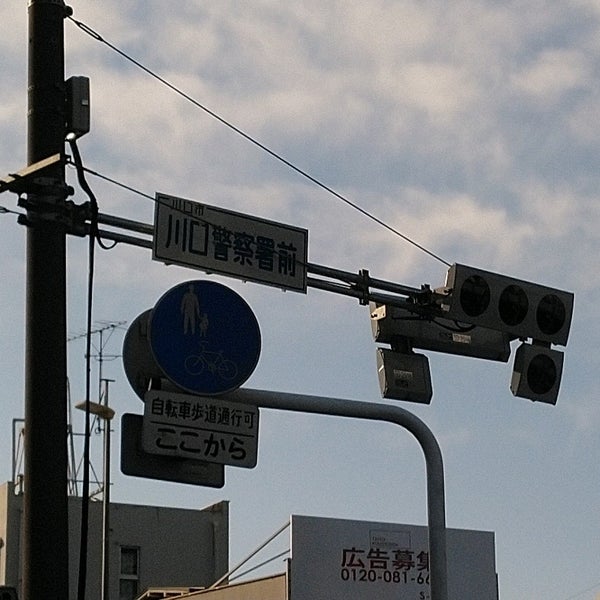 川口市
川口警察署前
自転車歩道通行可
ここから
広告募集
0120-081-66
S-